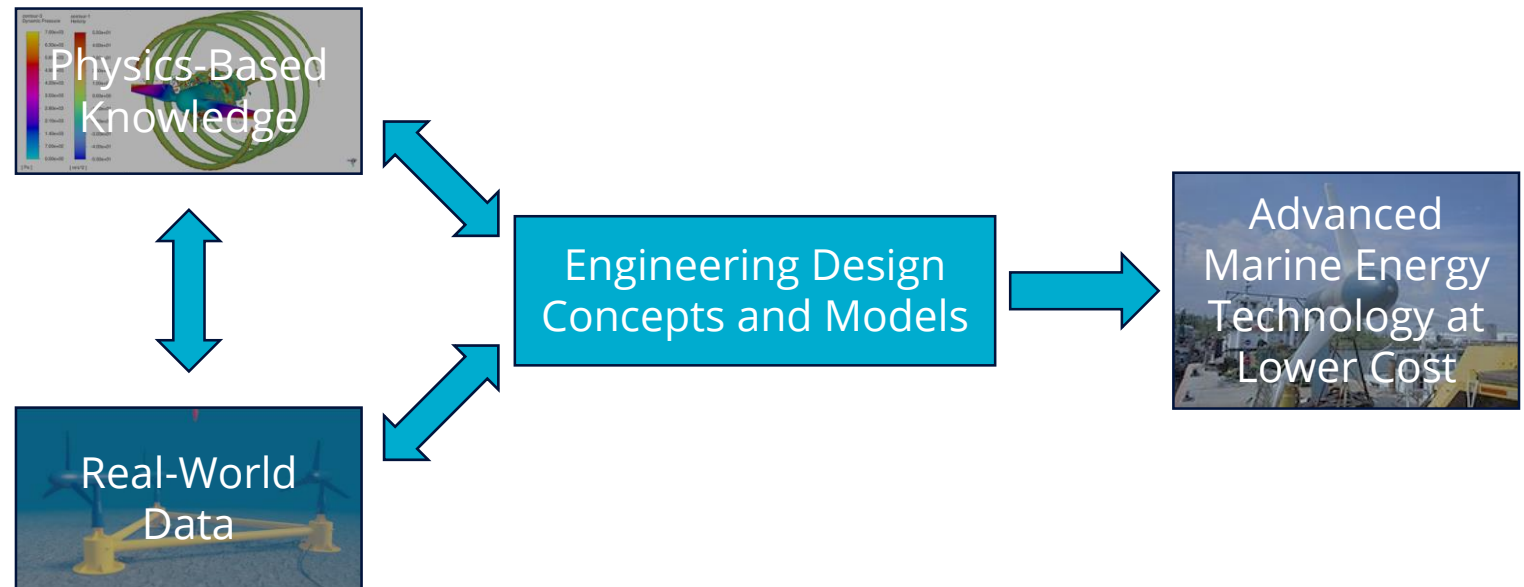 Physics-Based
Knowledge
Engineering Design
Concepts and Models
Advanced
Marine Energy
Technology at
Lower Cost
Real-World
Data